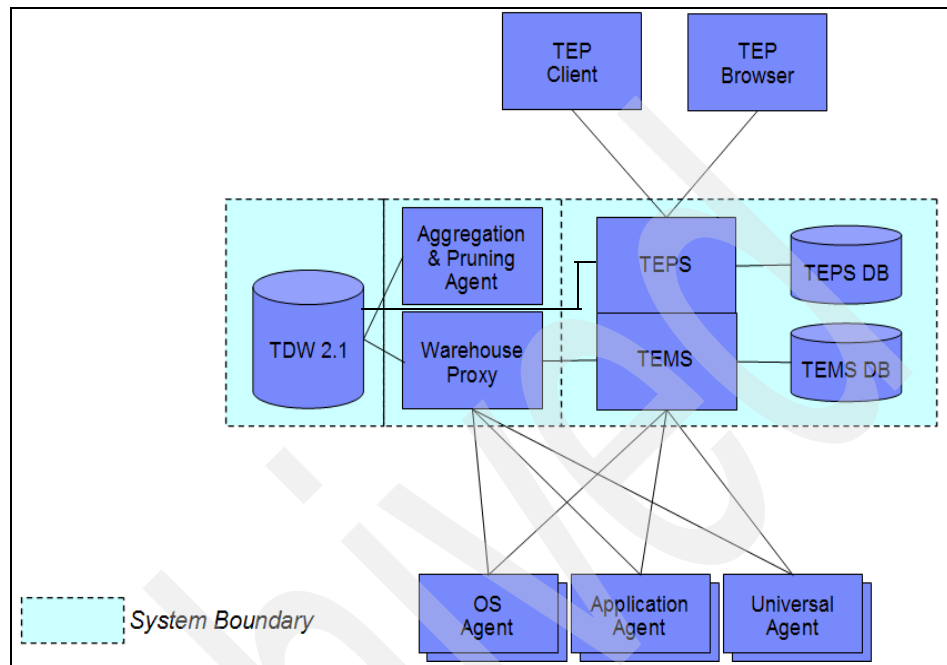 TEP
Client
TEP
Browser
Aggregation
& Pruning
Agent
TEPS
TEPS DB
TDW 2.1
Warehouse
Proxy
TEMS
TEMS DB
OS
Agent
Application
Agent
Universal
Agent
System Boundary